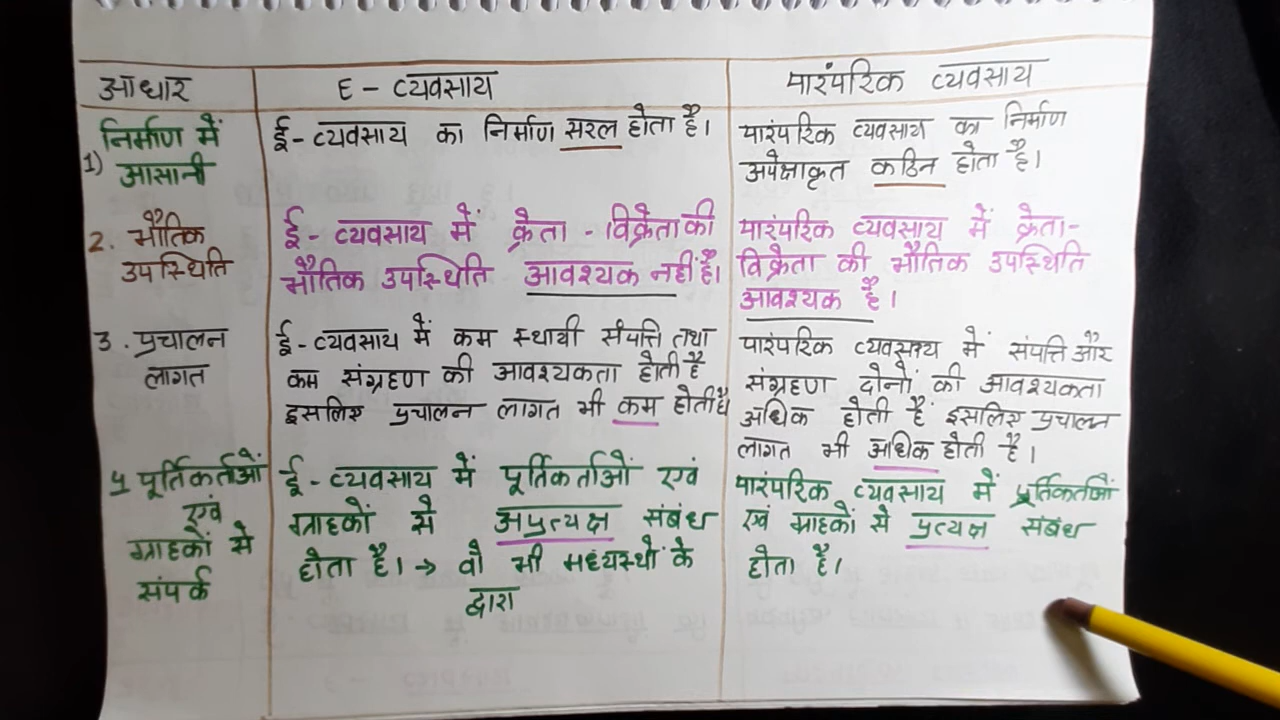 आधार
E - व्यवसाय
पारंपरिक व्यवसाय
निर्माण में
1) आसानी
ई - व्यवसाय का निर्माण सरल होता है।
पारंपरिक व्यवसाय का निर्माण
अपेक्षाकृत कठिन होता है।
2. भौतिक
उपस्थिति
ई - व्यवसाय में क्रेता - विक्रेता की
भौतिक उपस्थिति आवश्यक नहीं है।
पारंपरिक व्यवसाय में क्रेता-
विक्रेता की भौतिक उपस्थिति
आवश्यक है।
3. प्रचालन
लागत
ई - व्यवसाय में कम स्थायी संपत्ति तथा
कम संग्रहण की आवश्यकता होती है
इसलिए प्रचालन लागत भी कम होती है
पारंपरिक व्यवसाय में संपत्ति और
संग्रहण दोनों की आवश्यकता
अधिक होती है इसलिए प्रचालन
लागत भी अधिक होती है।
4 पूर्तिकर्ताओं
एवं
ग्राहकों से
संपर्क
ई - व्यवसाय में पूर्तिकर्ताओं एवं
ग्राहकों से अप्रत्यक्ष संबंध
होता है। → वो भी मध्यस्थों के
द्वारा
पारंपरिक व्यवसाय में पूर्तिकर्ताओं
एवं ग्राहकों से प्रत्यक्ष संबंध
होता है।